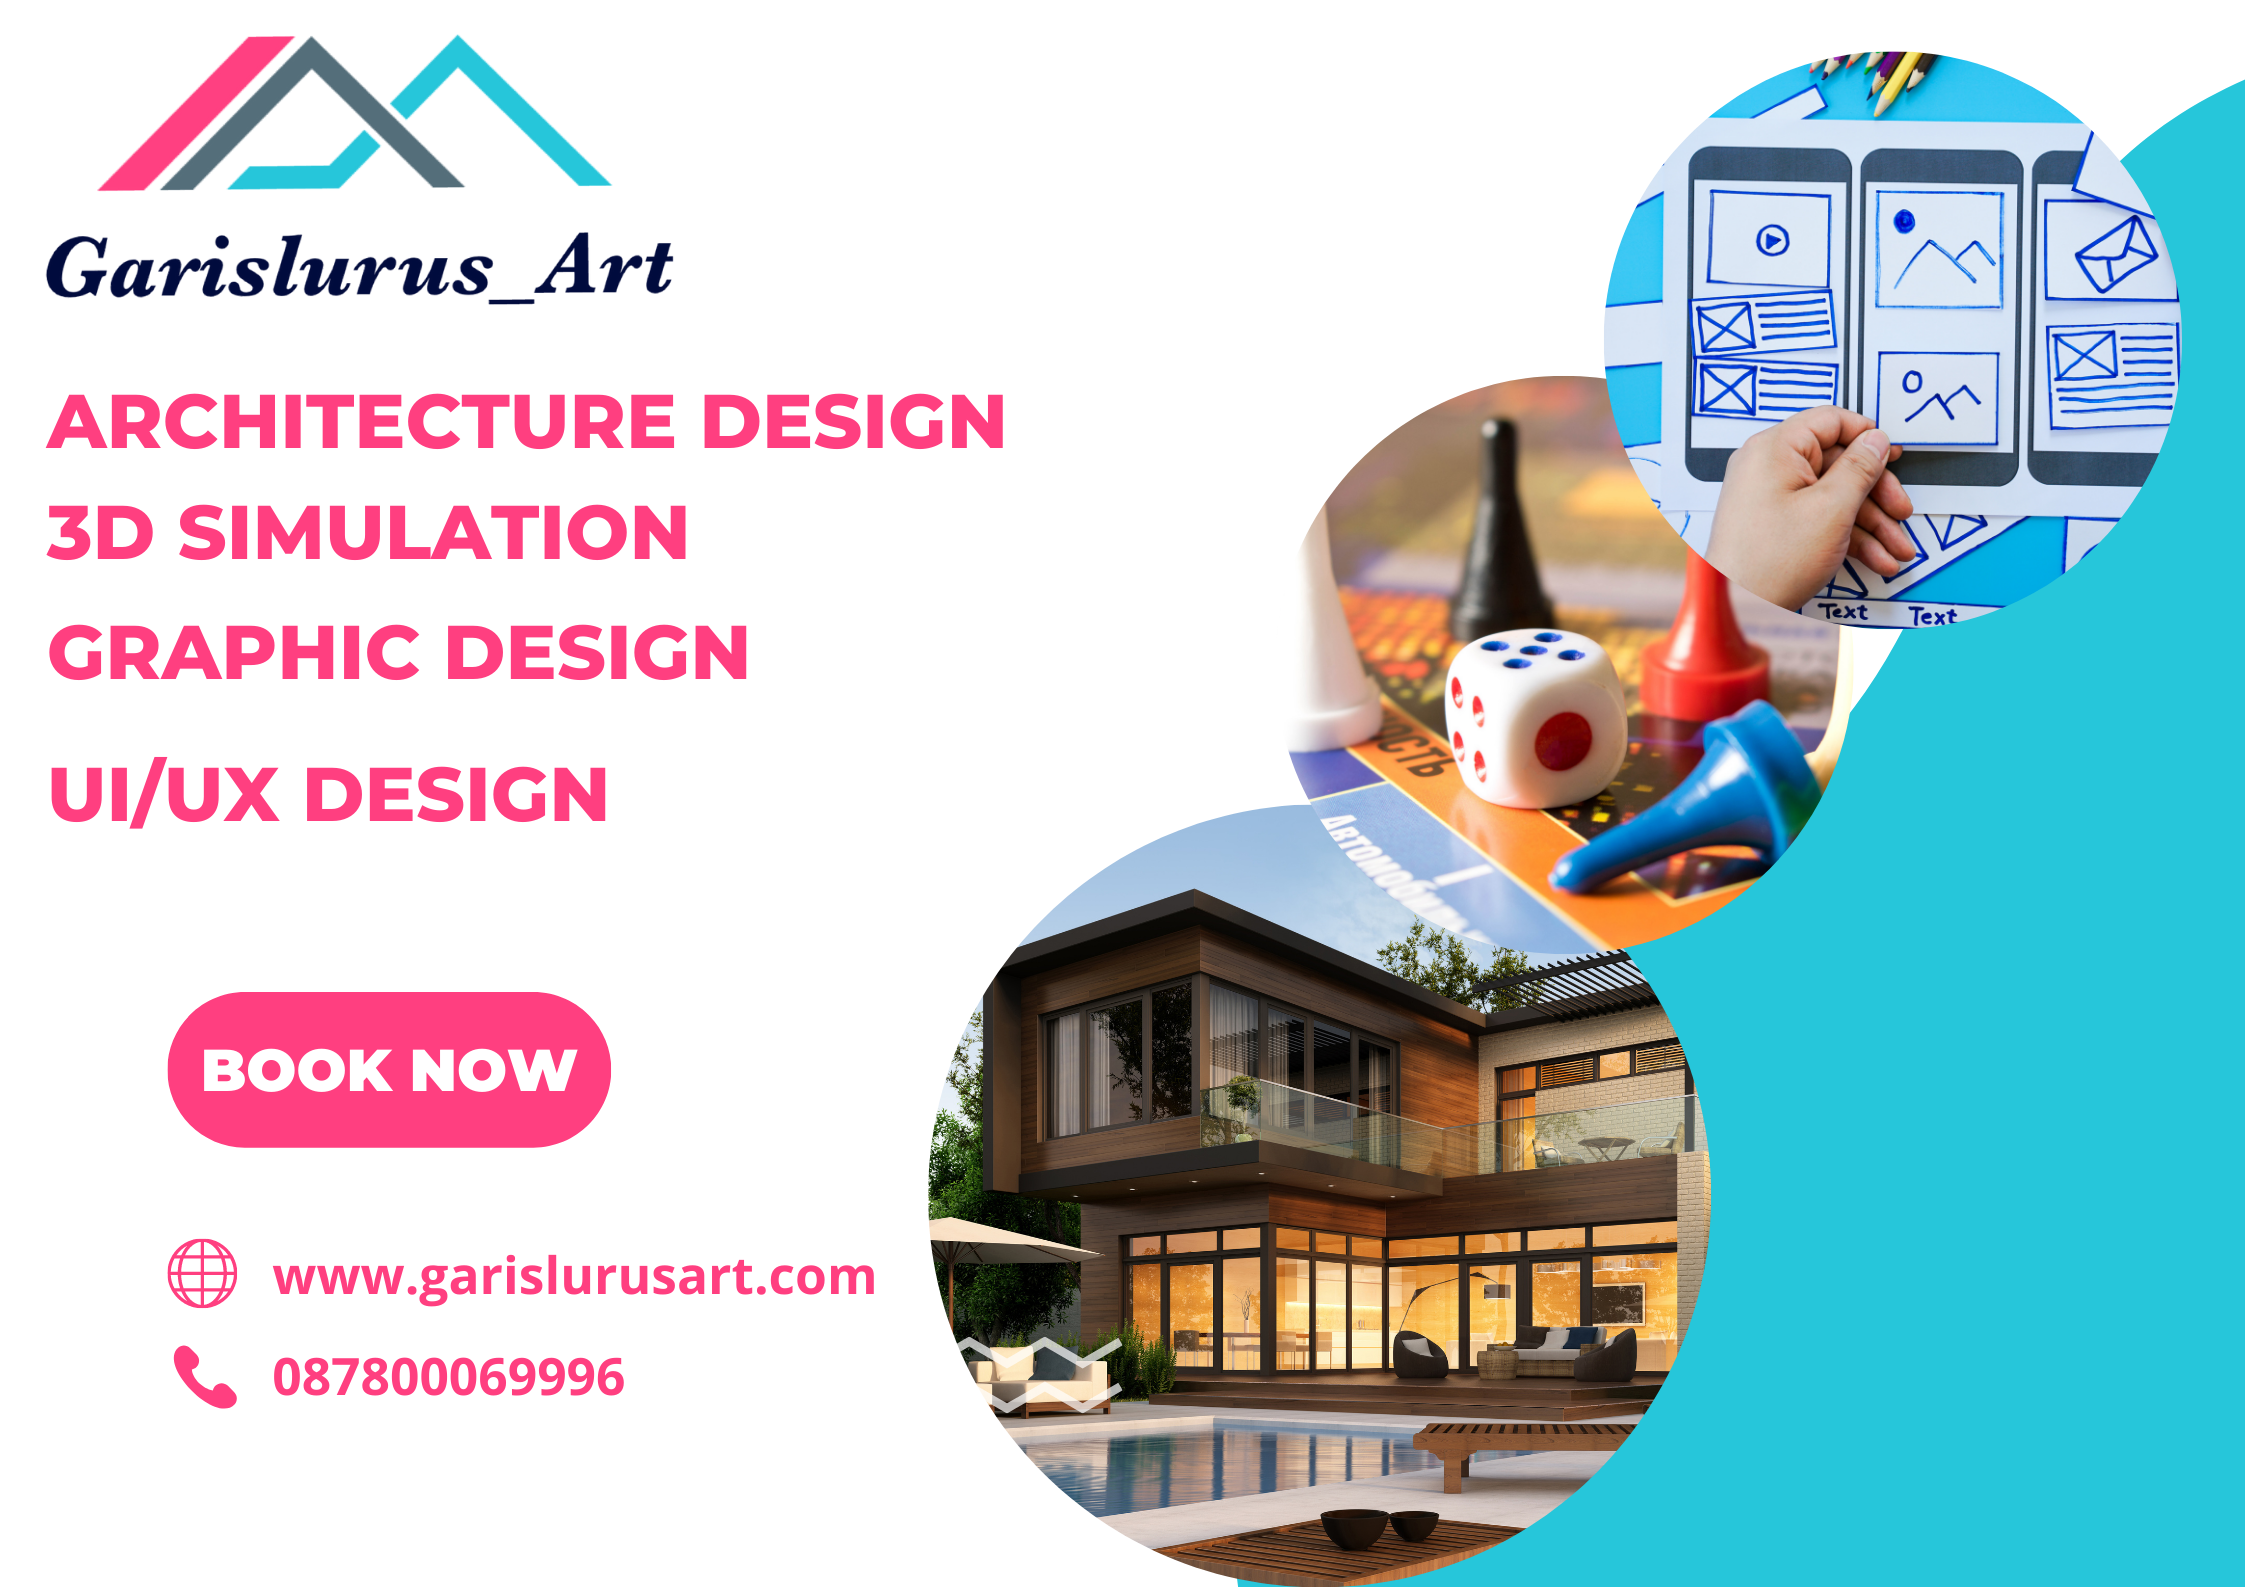 Garislurus_Art
ARCHITECTURE DESIGN
3D SIMULATION
GRAPHIC DESIGN
UI/UX DESIGN
BOOK NOW
www.garislurusart.com
087800069996
Text Text